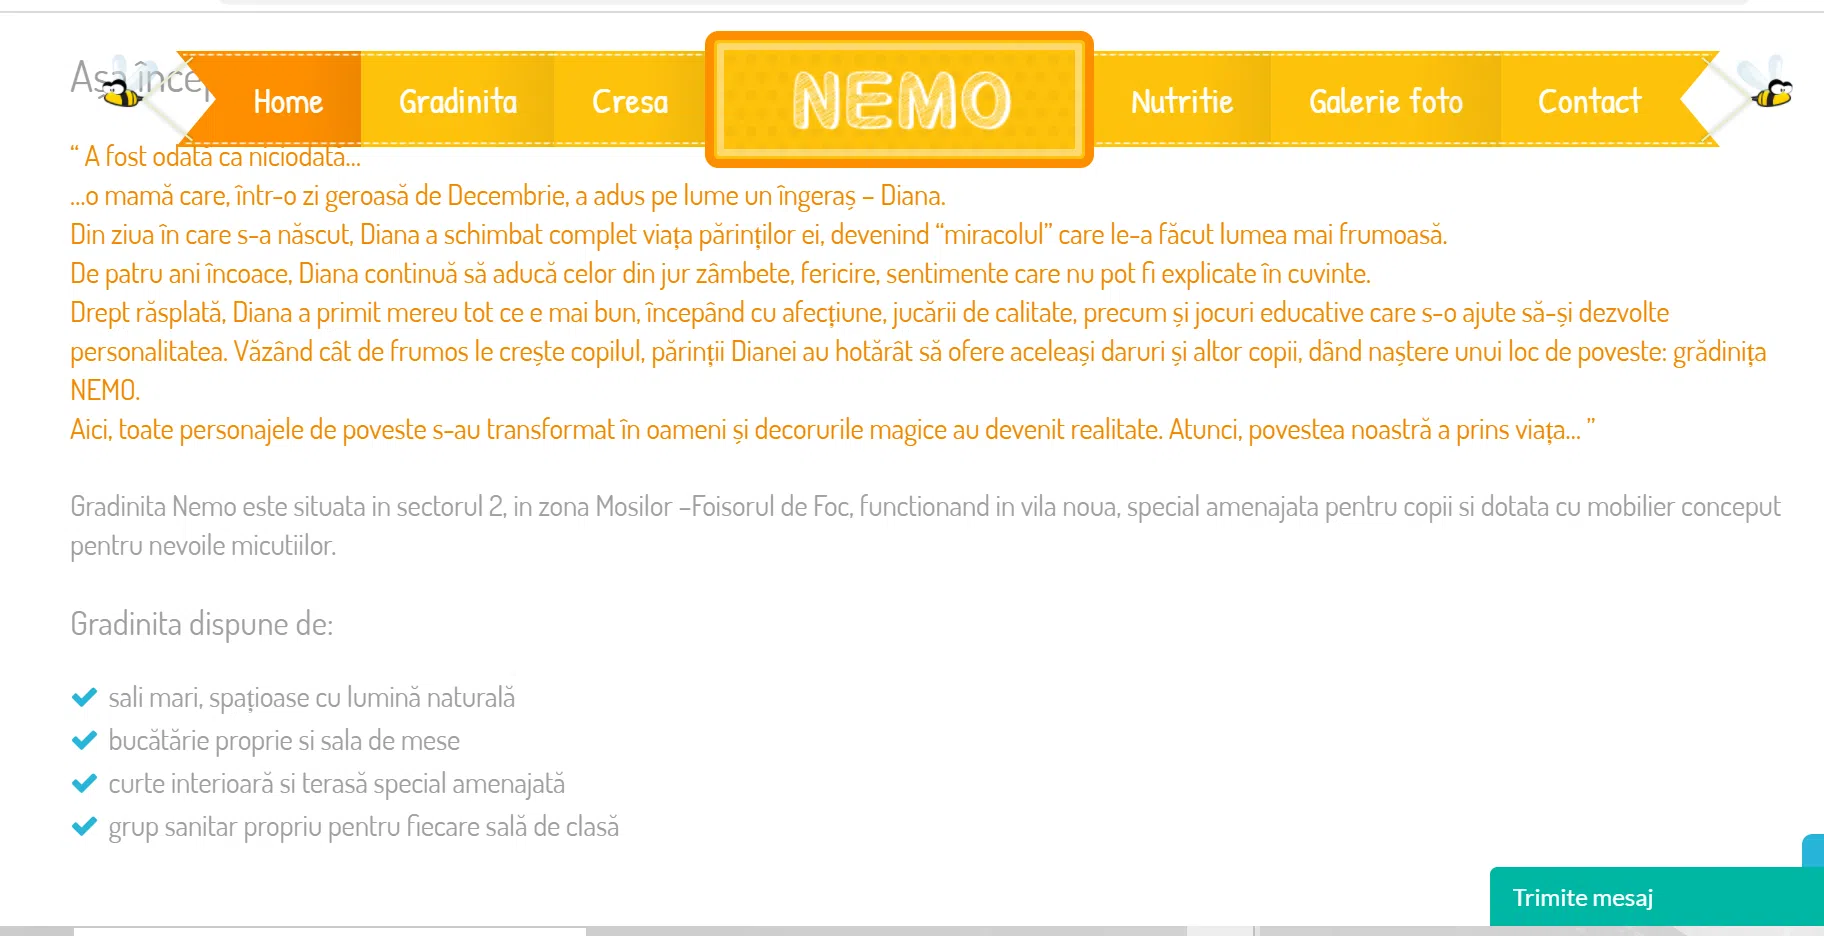 Home
Gradinita
Cresa
NEMO
Nutritie
Galerie foto
Contact
“ A fost odată ca niciodată...
...o mamă care, într-o zi geroasă de Decembrie, a adus pe lume un îngeraș – Diana.
Din ziua în care s-a născut, Diana a schimbat complet viața părinților ei, devenind “miracolul” care le-a făcut lumea mai frumoasă.
De patru ani încoace, Diana continuă să aducă celor din jur zâmbete, fericire, sentimente care nu pot fi explicate în cuvinte.
Drept răsplată, Diana a primit mereu tot ce e mai bun, începând cu afecțiune, jucării de calitate, precum și jocuri educative care s-o ajute să-și dezvolte
personalitatea. Văzând cât de frumos le crește copilul, părinții Dianei au hotărât să ofere aceleași daruri și altor copii, dând naștere unui loc de poveste: grădinița
NEMO.
Aici, toate personajele de poveste s-au transformat în oameni și decorurile magice au devenit realitate. Atunci, povestea noastră a prins viața... ”
Gradinita Nemo este situata in sectorul 2, in zona Mosilor –Foisorul de Foc, functionand in vila noua, special amenajata pentru copii si dotata cu mobilier conceput
pentru nevoile micutiilor.
Gradinita dispune de:
sali mari, spațioase cu lumină naturală
bucătărie proprie si sala de mese
curte interioară si terasă special amenajată
grup sanitar propriu pentru fiecare sală de clasă
Trimite mesaj